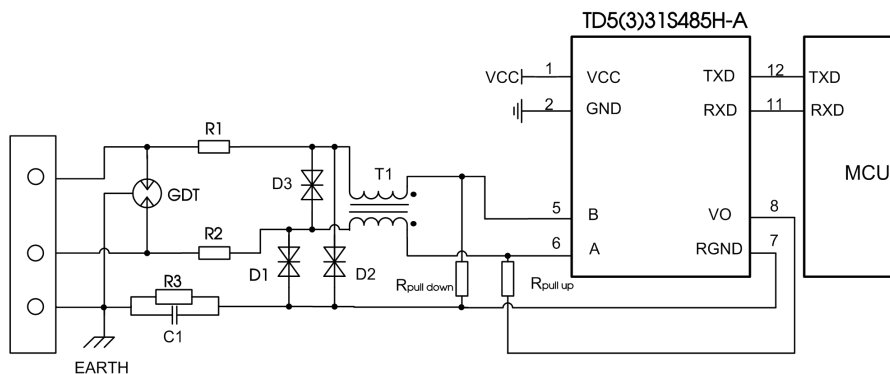 TD5(3)31S485H-A
VCC 1 VCC TXD 12 TXD
2 GND RXD 11 RXD
R1
T1
D3
GDT
MCU
5 B VO 8
R2
6 A RGND 7
D1 D2
R3
Rpull down Rpull up
C1
EARTH